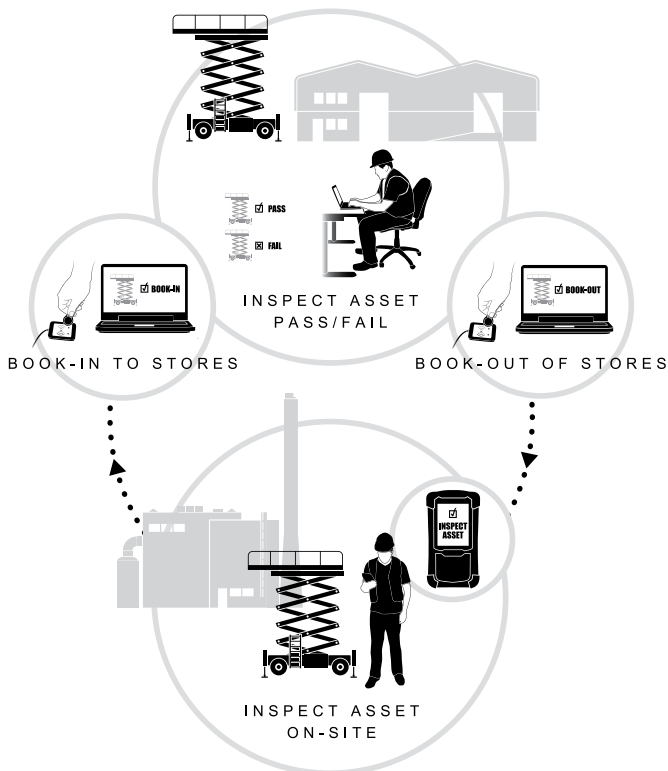 PASS
FAIL
BOOK-IN
BOOK-OUT
INSPECT ASSET
PASS/FAIL
BOOK-IN TO STORES
BOOK-OUT OF STORES
INSPECT
ASSET
INSPECT ASSET
ON-SITE